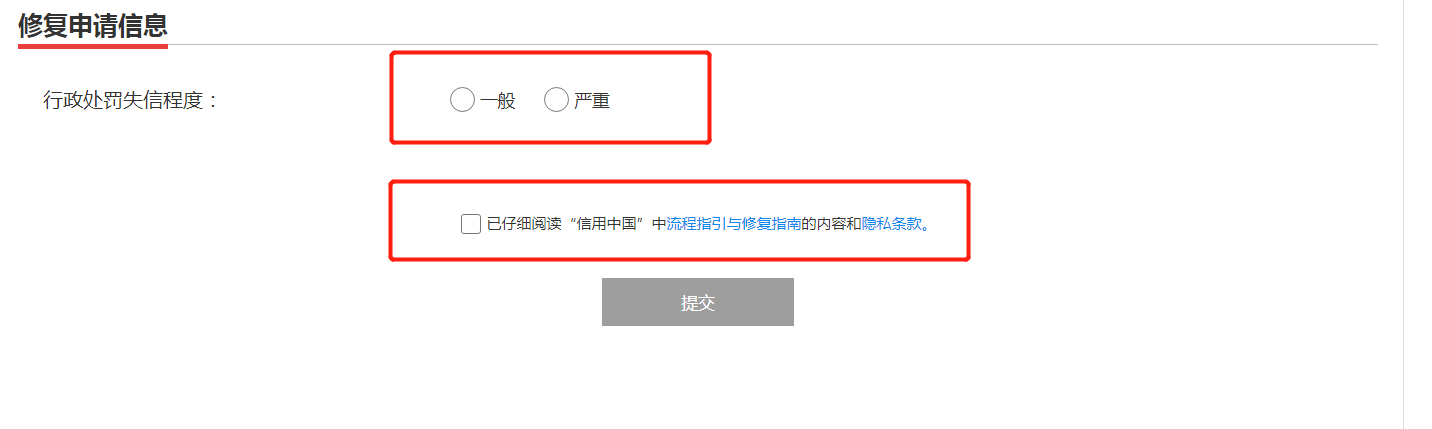 修复申请信息
行政处罚失信程度：
一般 严重
已仔细阅读“信用中国”中流程指引与修复指南的内容和隐私条款。
提交